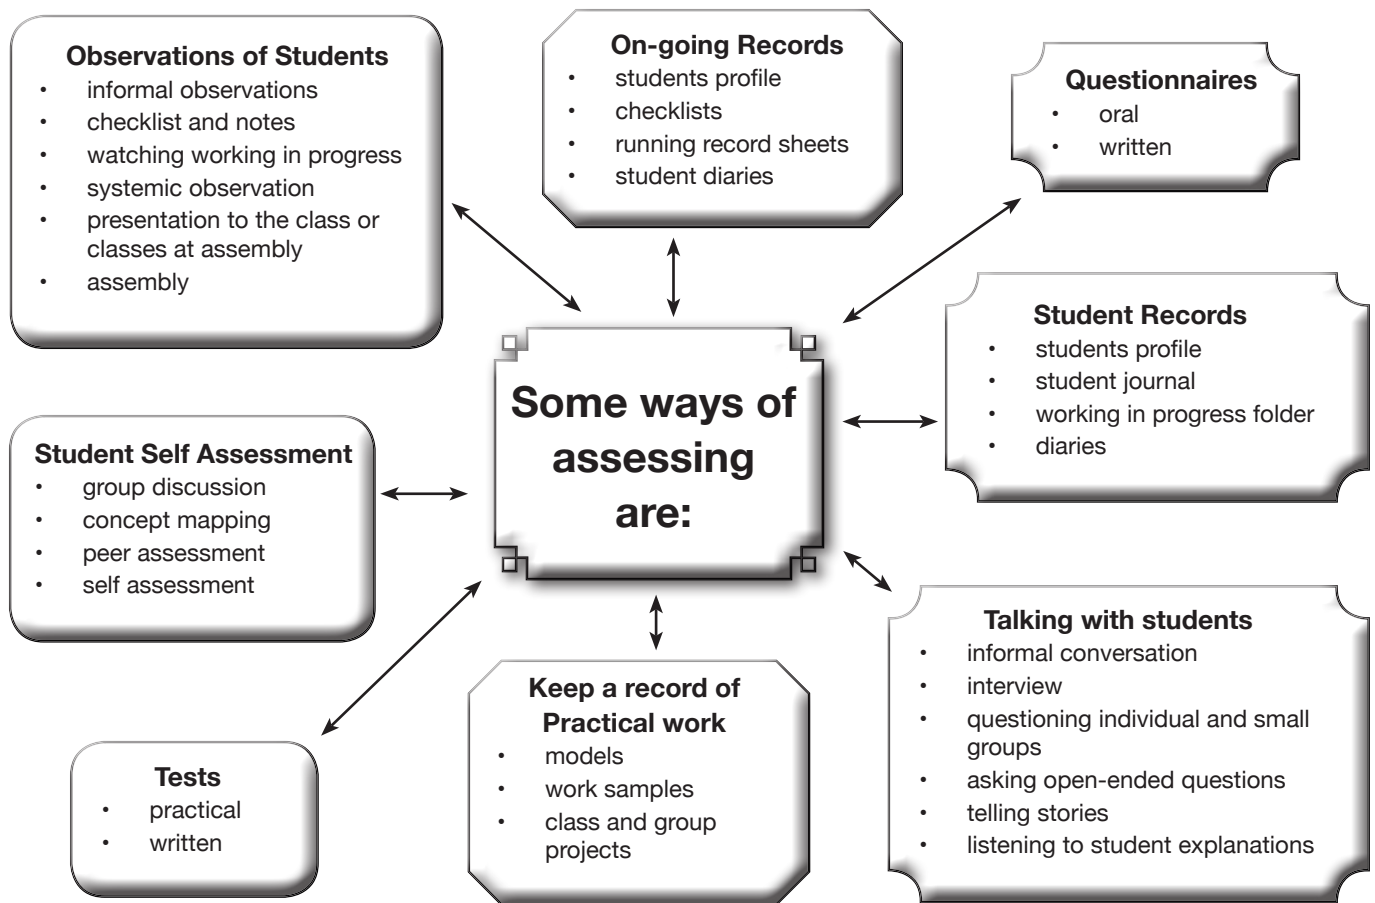 Observations of Students
• informal observations
• checklist and notes
• watching working in progress
• systemic observation
• presentation to the class or
classes at assembly
• assembly
On-going Records
• students profile
• checklists
• running record sheets
• student diaries
Questionnaires
• oral
• written
Student Records
• students profile
• student journal
• working in progress folder
• diaries
Some ways of
assessing
are:
Student Self Assessment
• group discussion
• concept mapping
• peer assessment
• self assessment
Talking with students
• informal conversation
• interview
• questioning individual and small
groups
• asking open-ended questions
• telling stories
• listening to student explanations
Keep a record of
Practical work
• models
• work samples
• class and group
projects
Tests
• practical
• written